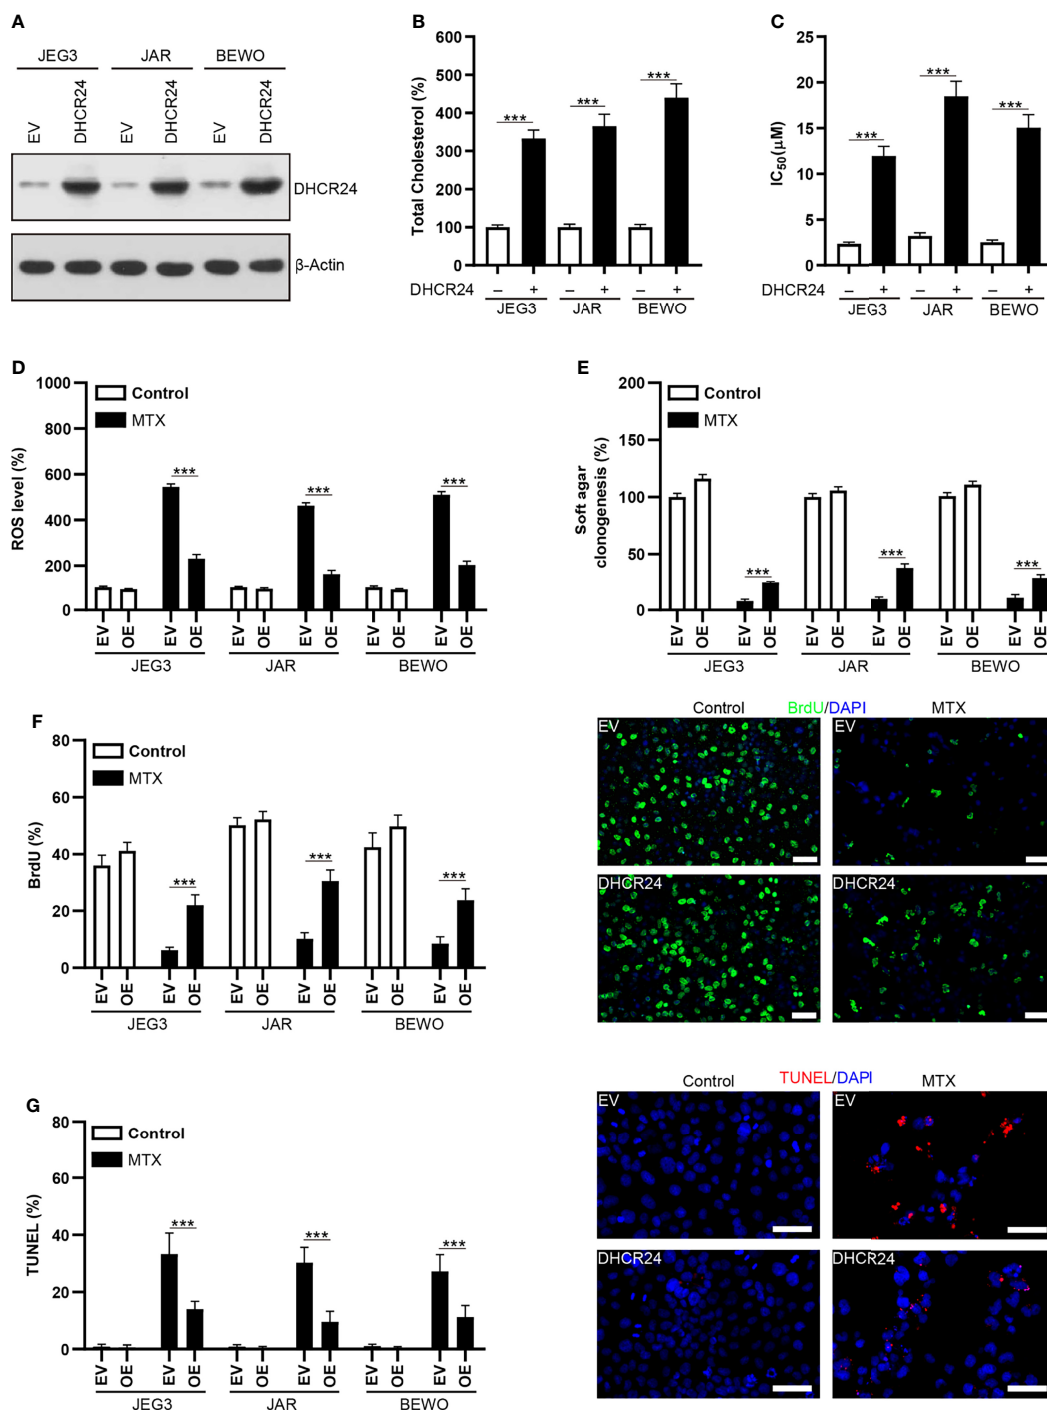 A
JEG3 JAR BEWO
EV DHCR24 EV DHCR24 EV DHCR24
DHCR24
β-Actin
B
Total Cholesterol (%)
600
500
400
300
200
100
0
*** *** ***
DHCR24 – + – + – +
JEG3 JAR BEWO
C
IC50(μM)
25
20
15
10
5
0
*** *** ***
DHCR24 – + – + – +
JEG3 JAR BEWO
D
ROS level (%)
1000
800
600
400
200
0
Control
MTX
*** *** ***
EV OE EV OE EV OE EV OE EV OE EV OE
JEG3 JAR BEWO
E
Soft agar
clonogenesis (%)
200
150
100
50
0
Control
MTX
*** *** ***
EV OE EV OE EV OE EV OE EV OE EV OE
JEG3 JAR BEWO
F
BrdU (%)
80
60
40
20
0
Control
MTX
*** *** ***
EV OE EV OE EV OE EV OE EV OE EV OE
JEG3 JAR BEWO
Control BrdU/DAPI MTX
EV EV
DHCR24 DHCR24
G
TUNEL (%)
80
60
40
20
0
Control
MTX
*** *** ***
EV OE EV OE EV OE EV OE EV OE EV OE
JEG3 JAR BEWO
Control TUNEL/DAPI MTX
EV EV
DHCR24 DHCR24